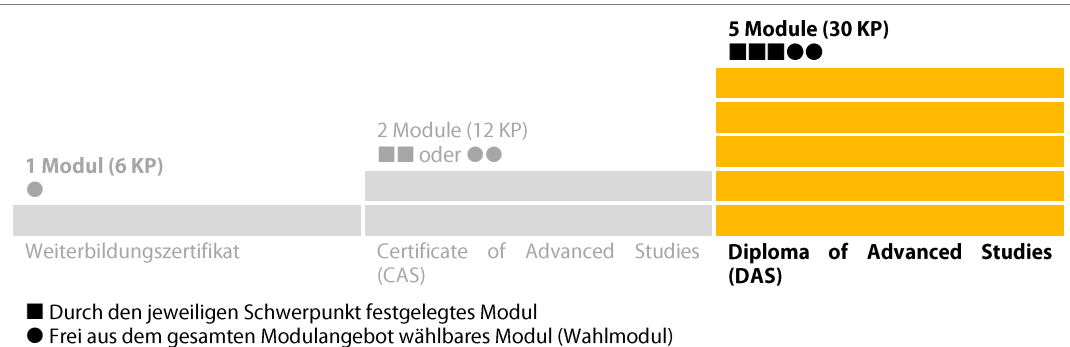 5 Module (30 KP)
■■■●●
2 Module (12 KP)
■■ oder ●●
1 Modul (6 KP)
●
Weiterbildungszertifikat
Certificate of Advanced Studies
(CAS)
Diploma of Advanced Studies
(DAS)
■ Durch den jeweiligen Schwerpunkt festgelegtes Modul
● Frei aus dem gesamten Modulangebot wählbares Modul (Wahlmodul)